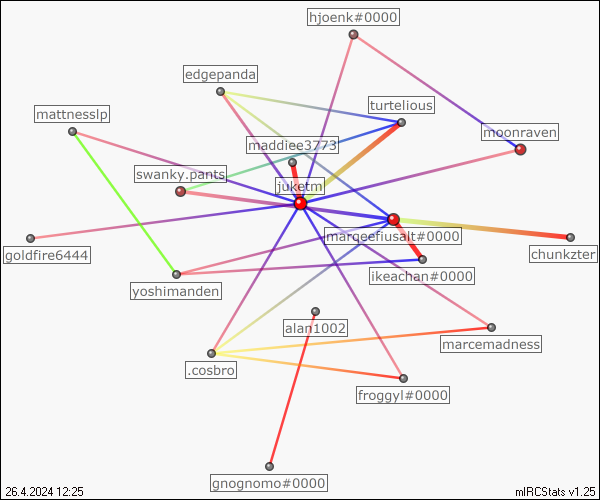 hjoenk#0000
edgepanda
turtelious
mattnesslp
moonraven
maddiee3773
swanky.pants
juketm
marqeefiusalt#0000
goldfire6444
chunkzter
ikeachan#0000
yoshimanden
alan1002
marcemadness
.cosbro
froggyl#0000
gnognomo#0000
26.4.2024 12:25
mIRCStats v1.25